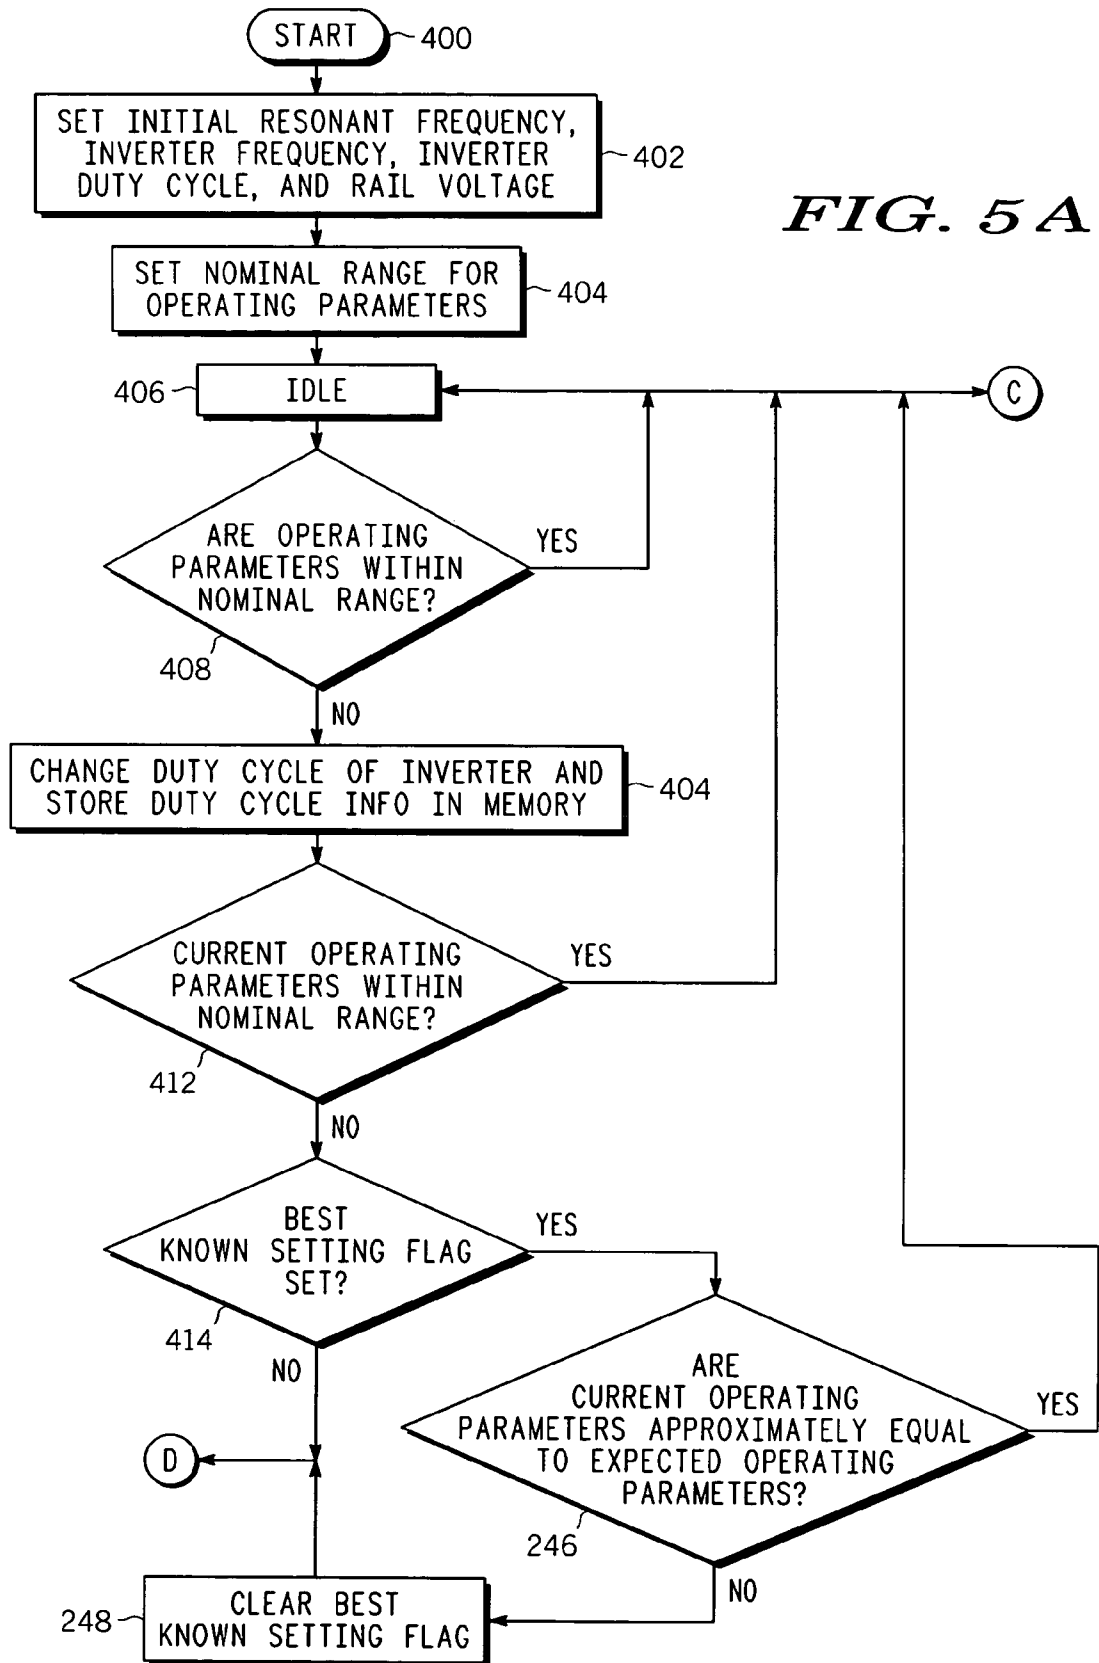 START
400
SET INITIAL RESONANT FREQUENCY,
INVERTER FREQUENCY, INVERTER
DUTY CYCLE, AND RAIL VOLTAGE
402
FIG. 5A
SET NOMINAL RANGE FOR
OPERATING PARAMETERS
404
406
IDLE
C
ARE OPERATING
PARAMETERS WITHIN
NOMINAL RANGE?
YES
408
NO
CHANGE DUTY CYCLE OF INVERTER AND
STORE DUTY CYCLE INFO IN MEMORY
404
CURRENT OPERATING
PARAMETERS WITHIN
NOMINAL RANGE?
YES
412
NO
BEST
KNOWN SETTING FLAG
SET?
YES
414
NO
ARE
CURRENT OPERATING
PARAMETERS APPROXIMATELY EQUAL
TO EXPECTED OPERATING
PARAMETERS?
YES
D
246
NO
248
CLEAR BEST
KNOWN SETTING FLAG